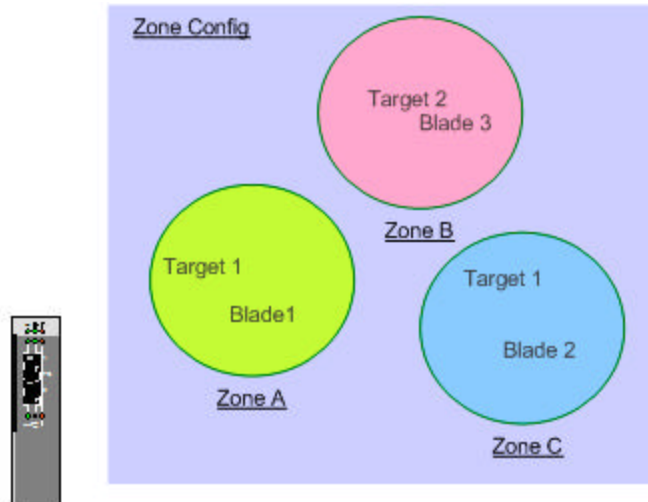 Zone Config
Target 2
Blade 3
Zone B
Target 1
Blade1
Zone A
Target 1
Blade 2
Zone C